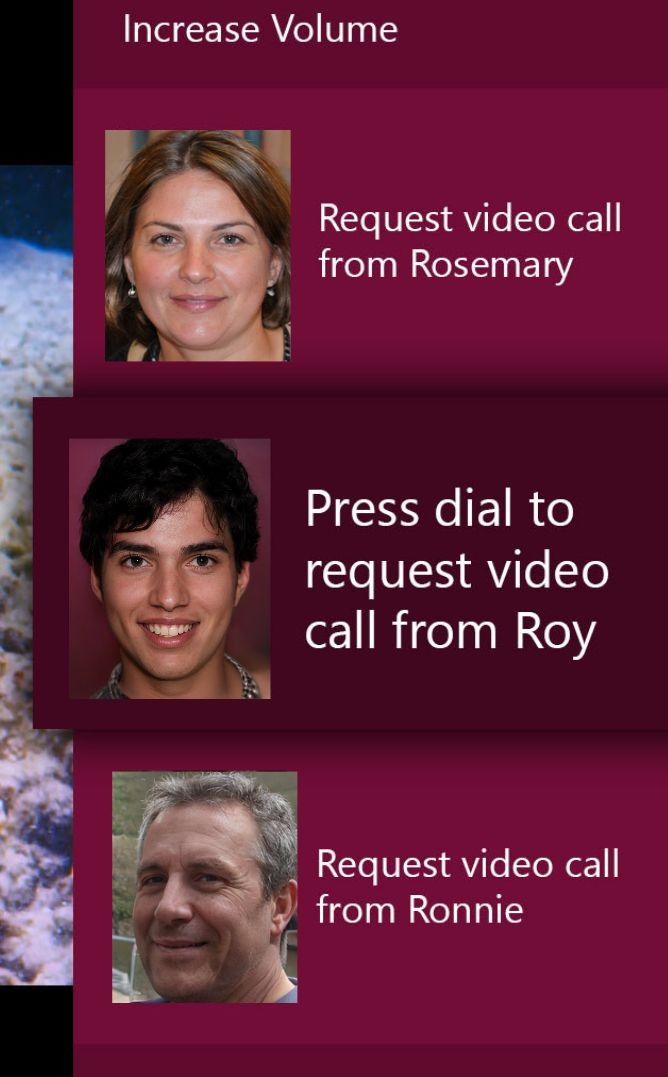 Increase Volume
Request video call
from Rosemary
Press dial to
request video
call from Roy
Request video call
from Ronnie